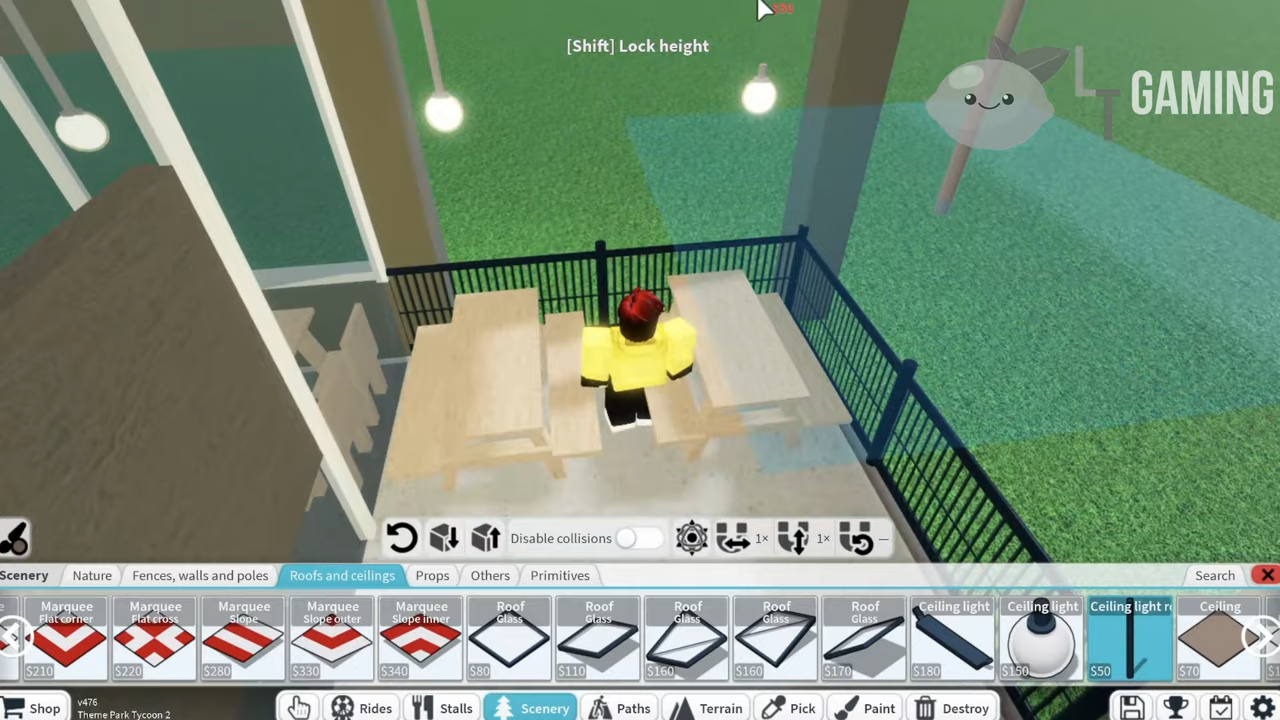 [Shift] Lock height
LT GAMING
Disable collisions
1×
1×
Scenery
Nature
Fences, walls and poles
Roofs and ceilings
Props
Others
Primitives
Search
Marquee
Flat corner
$210
Marquee
Flat cross
$220
Marquee
Slope
$280
Marquee
Slope outer
$330
Marquee
Slope inner
$340
Roof
Glass
$80
Roof
Glass
$110
Roof
Glass
$160
Roof
Glass
$160
Roof
Glass
$170
Ceiling light
$180
Ceiling light
$150
Ceiling light r
$50
Ceiling
$70
Shop
v476
Theme Park Tycoon 2
Rides
Stalls
Scenery
Paths
Terrain
Pick
Paint
Destroy